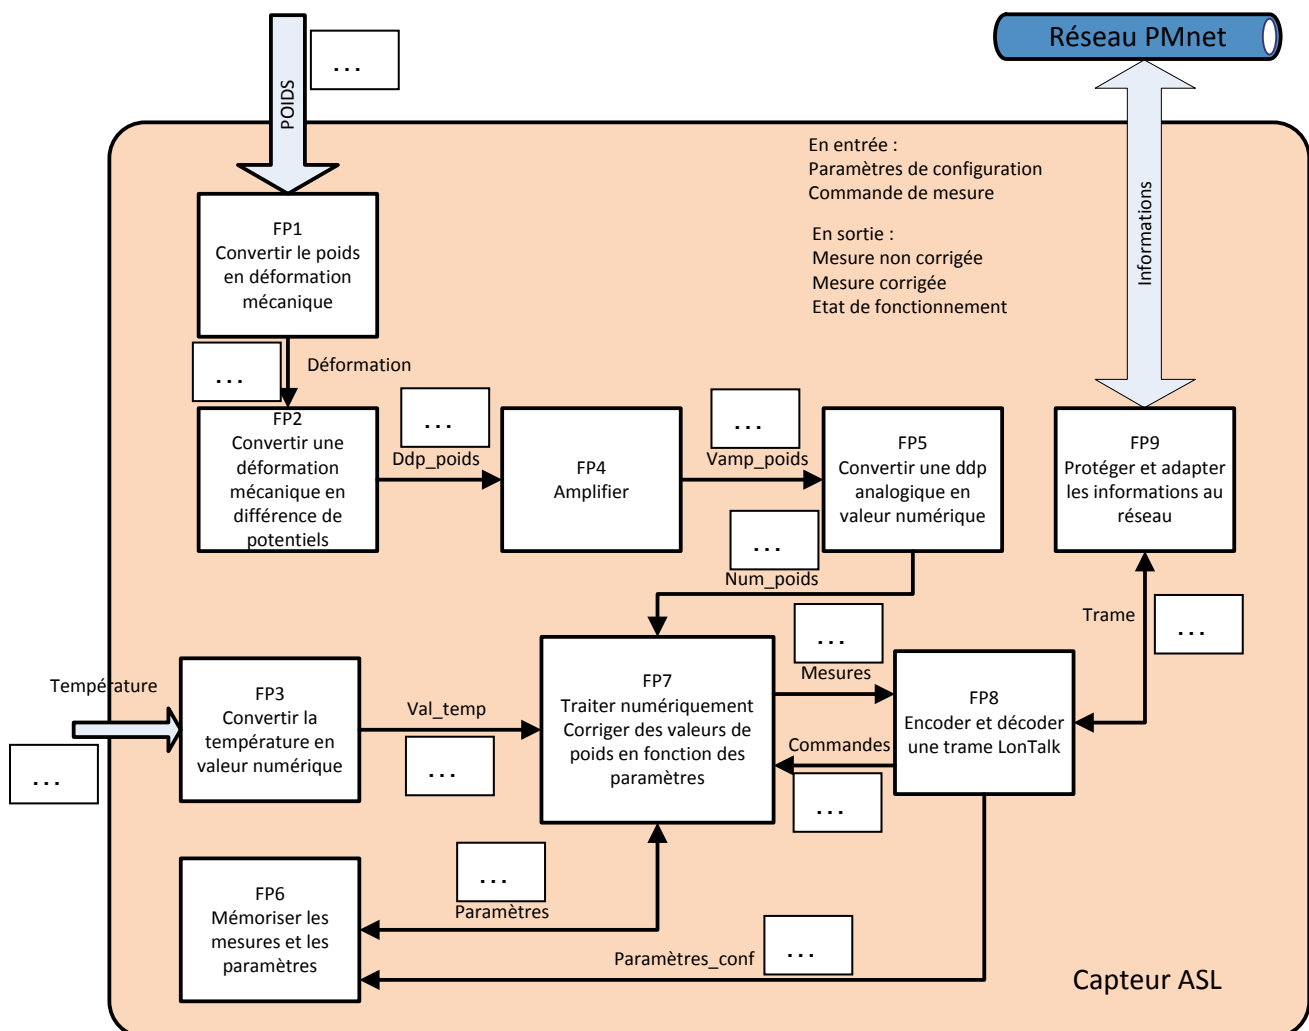 Réseau PMnet
...
POIDS
En entrée :
Paramètres de configuration
Commande de mesure
En sortie :
Mesure non corrigée
Mesure corrigée
Etat de fonctionnement
Informations
FP1
Convertir le poids
en déformation
mécanique
...
Déformation
FP2
Convertir une
déformation
mécanique en
différence de
potentiels
...
Ddp_poids
FP4
Amplifier
...
Vamp_poids
FP5
Convertir une ddp
analogique en
valeur numérique
FP9
Protéger et adapter
les informations au
réseau
...
Num_poids
Trame
...
...
Mesures
Température
...
FP3
Convertir la
température en
valeur numérique
Val_temp
...
FP7
Traiter numériquement
Corriger des valeurs de
poids en fonction des
paramètres
Commandes
...
FP8
Encoder et décoder
une trame LonTalk
FP6
Mémoriser les
mesures et les
paramètres
...
Paramètres
Paramètres_conf
...
Capteur ASL